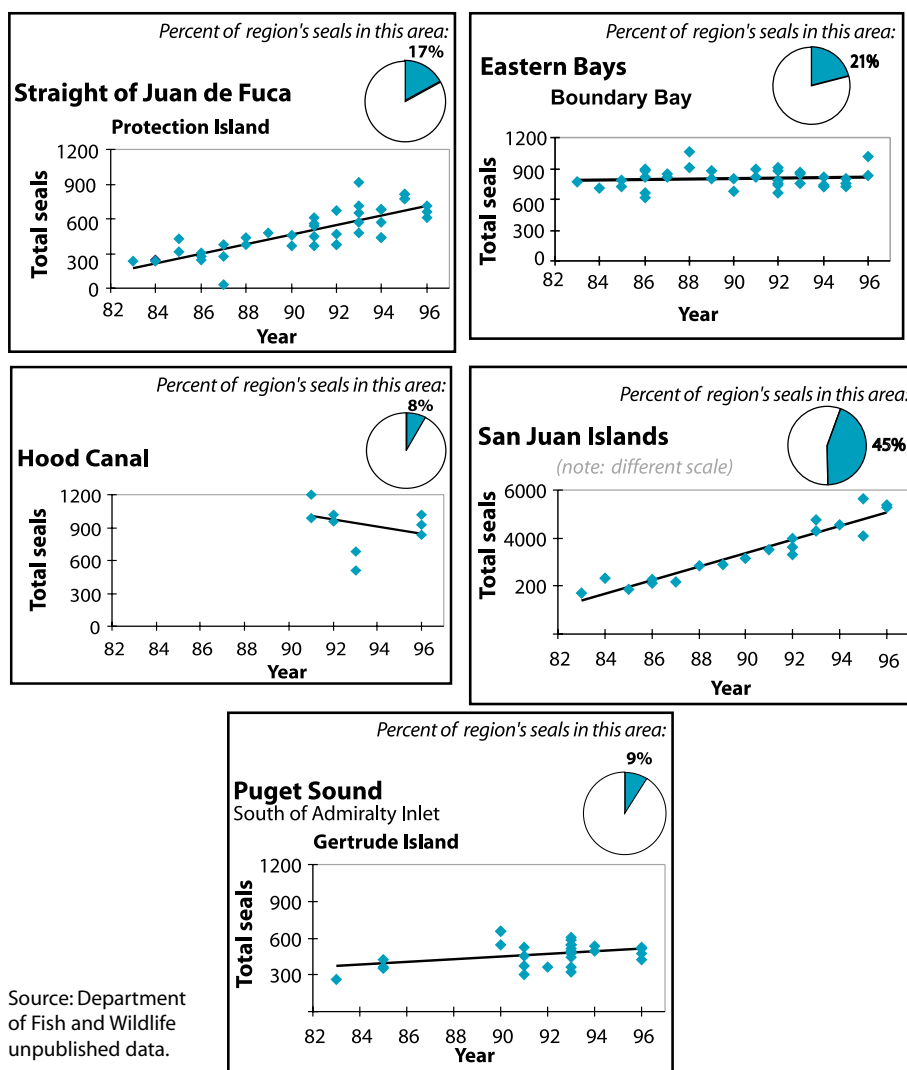 Percent of region's seals in this area:
17%
Straight of Juan de Fuca
Protection Island
Total seals
1200
900
600
300
0
82 84 86 88 90 92 94 96
Year
Percent of region's seals in this area:
21%
Eastern Bays
Boundary Bay
Total seals
1200
900
600
300
0
82 84 86 88 90 92 94 96
Year
Percent of region's seals in this area:
8%
Hood Canal
Total seals
1200
900
600
300
0
82 84 86 88 90 92 94 96
Year
Percent of region's seals in this area:
45%
San Juan Islands
(note: different scale)
Total seals
6000
4000
200
82 84 86 88 90 92 94 96
Year
Percent of region's seals in this area:
9%
Puget Sound
South of Admiralty Inlet
Gertrude Island
Total seals
1200
900
600
300
82 84 86 88 90 92 94 96
Year
Source: Department
of Fish and Wildlife
unpublished data.